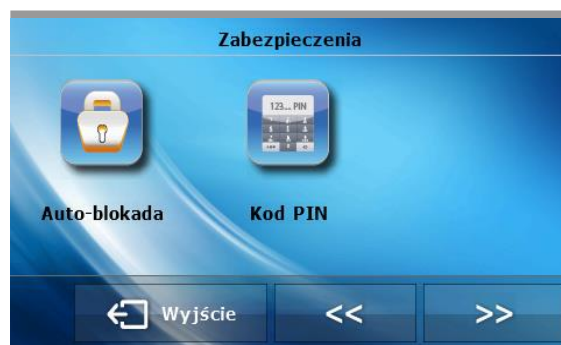 Zabezpieczenia
123... PIN
Auto-blokada
Kod PIN
Wyjście
<<
>>